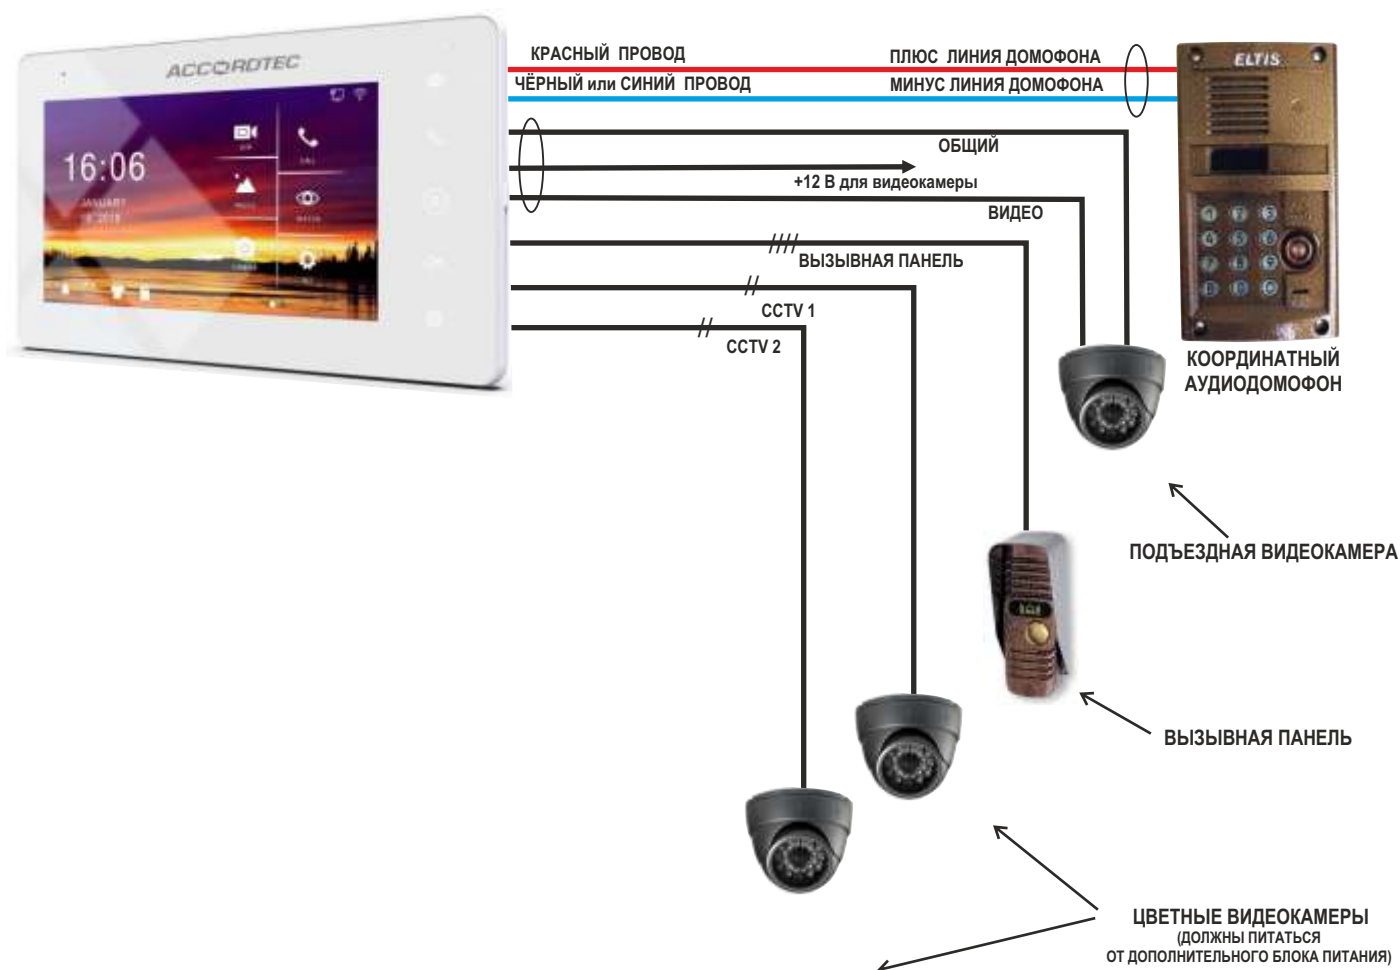 ACCORDTEC
16:06
JANUARY
КРАСНЫЙ ПРОВОД
ПЛЮС ЛИНИЯ ДОМОФОНА
ЧЁРНЫЙ или СИНИЙ ПРОВОД
МИНУС ЛИНИЯ ДОМОФОНА
ELTIS
ОБЩИЙ
+12 В для видеокамеры
ВИДЕО
ВЫЗЫВНАЯ ПАНЕЛЬ
CCTV 1
CCTV 2
КООРДИНАТНЫЙ
АУДИОДОМОФОН
ПОДЪЕЗДНАЯ ВИДЕОКАМЕРА
ВЫЗЫВНАЯ ПАНЕЛЬ
ЦВЕТНЫЕ ВИДЕОКАМЕРЫ
(ДОЛЖНЫ ПИТАТЬСЯ
ОТ ДОПОЛНИТЕЛЬНОГО БЛОКА ПИТАНИЯ)